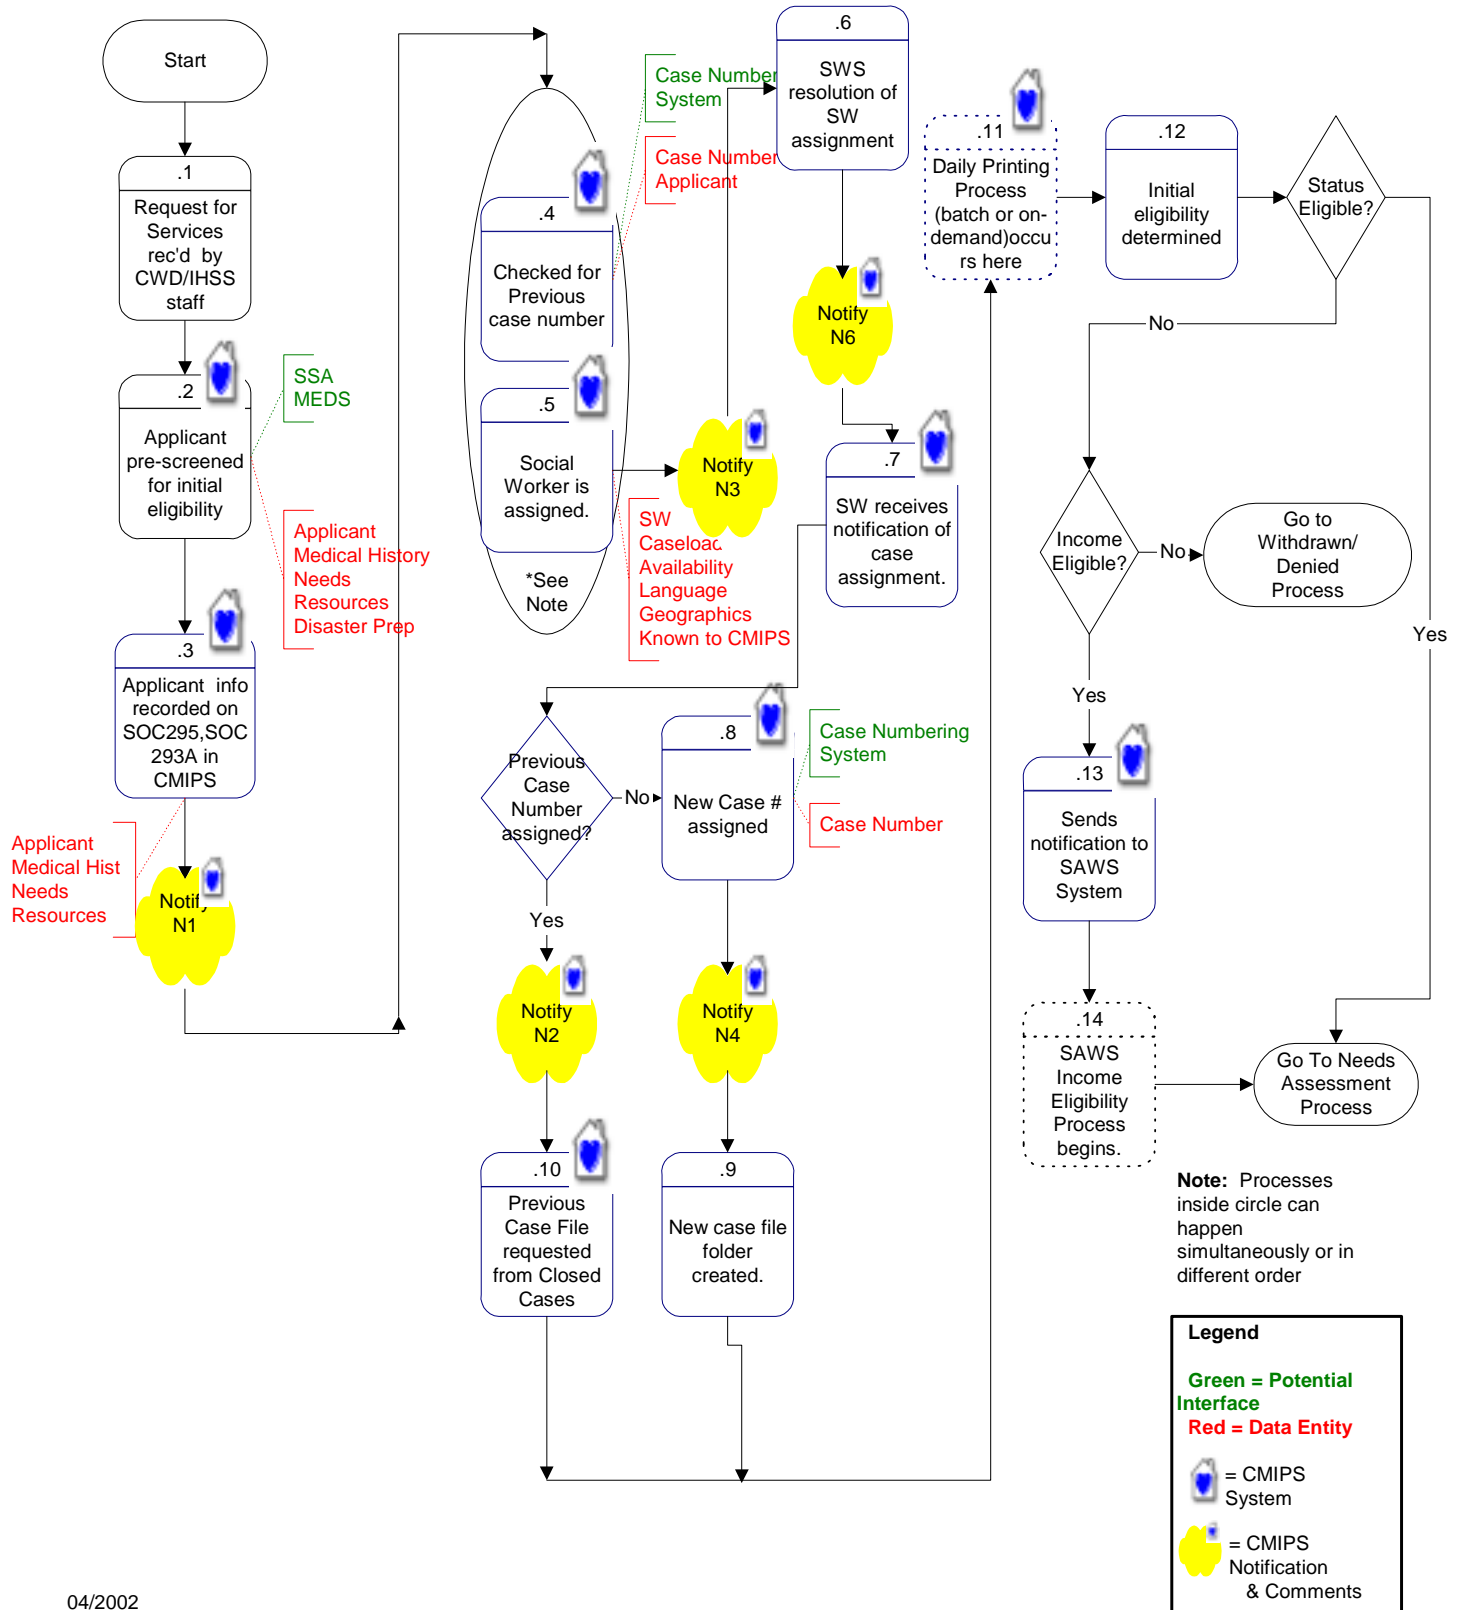 Start
.1
Request for
Services
rec'd by
CWD/IHSS
staff
.2
Applicant
pre-screened
for initial
eligibility
SSA
MEDS
Applicant
Medical History
Needs
Resources
Disaster Prep
.3
Applicant info
recorded on
SOC295,SOC
293A in
CMIPS
Applicant
Medical Hist
Needs
Resources
Notify
N1
.4
Checked for
Previous
case number
Case Number
System
Case Number
Applicant
.5
Social
Worker is
assigned.
*See
Note
Notify
N3
SW
Caseload
Availability
Language
Geographics
Known to CMIPS
.6
SWS
resolution of
SW
assignment
Notify
N6
.7
SW receives
notification of
case
assignment.
Previous
Case
Number
assigned?
No
Yes
.8
New Case #
assigned
Case Numbering
System
Case Number
Notify
N2
Notify
N4
.10
Previous
Case File
requested
from Closed
Cases
.9
New case file
folder
created.
.11
Daily Printing
Process
(batch or on-
demand)occu
rs here
.12
Initial
eligibility
determined
Status
Eligible?
No
Yes
Income
Eligible?
No
Go to
Withdrawn/
Denied
Process
Yes
.13
Sends
notification to
SAWS
System
.14
SAWS
Income
Eligibility
Process
begins.
Go To Needs
Assessment
Process
Note: Processes
inside circle can
happen
simultaneously or in
different order
Legend
Green = Potential
Interface
Red = Data Entity
= CMIPS
System
= CMIPS
Notification
& Comments
04/2002